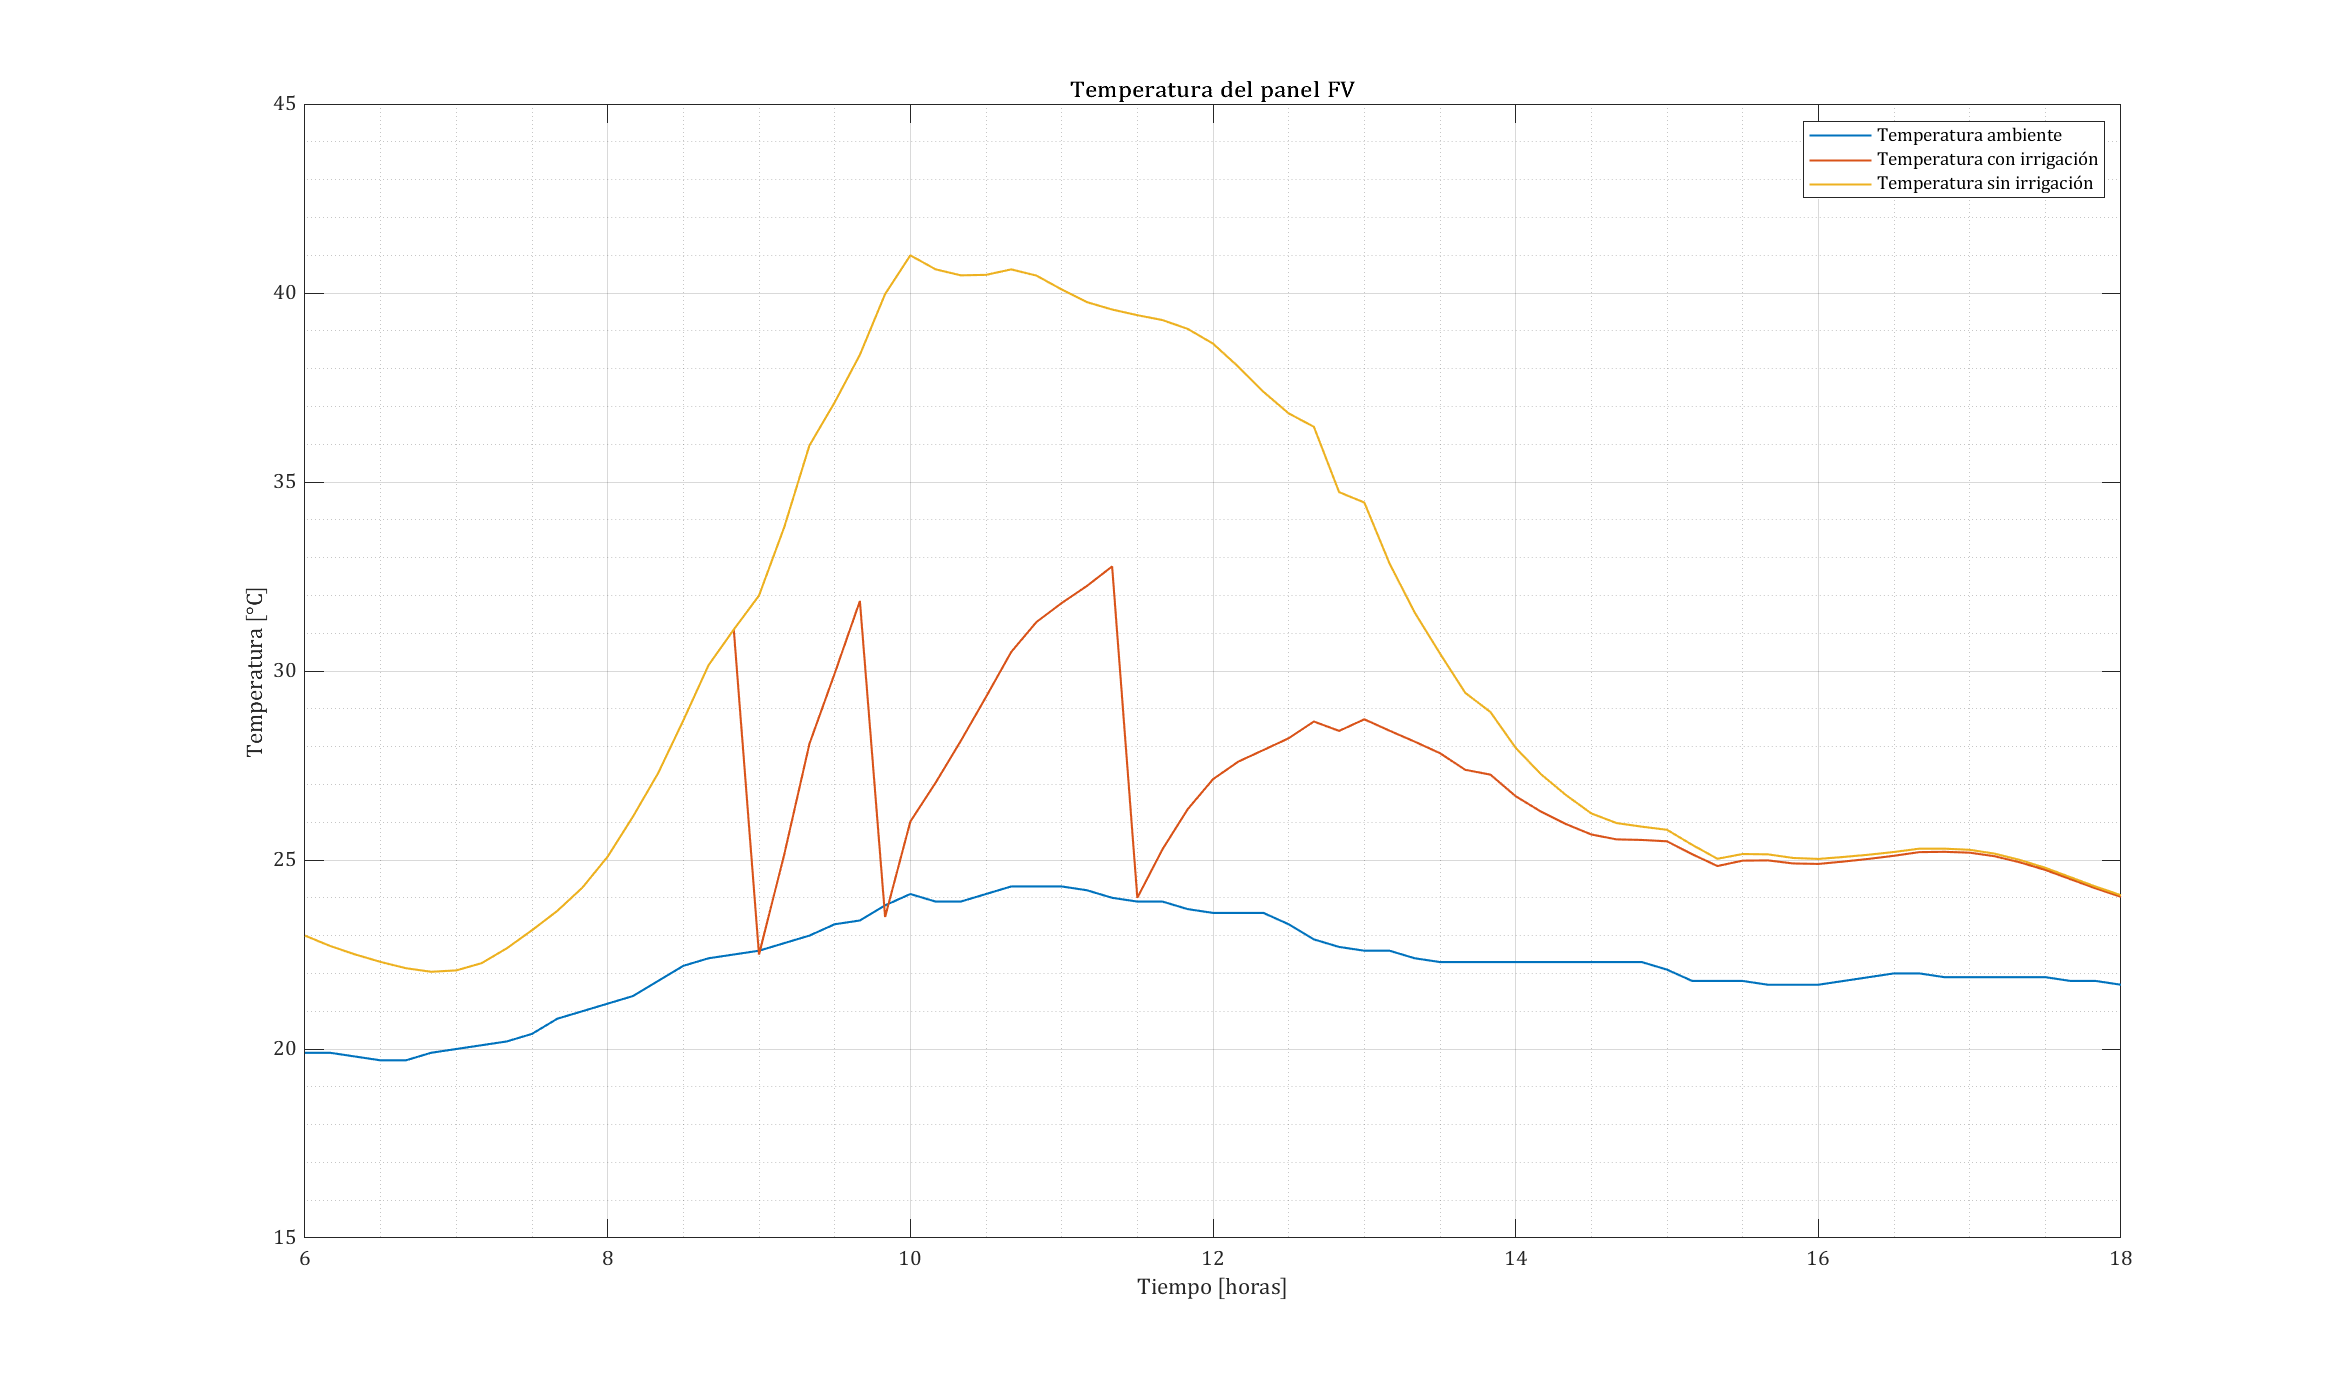 Temperatura del panel FV
45
40
35
30
25
20
15
Temperatura [°C]
Temperatura ambiente
Temperatura con irrigación
Temperatura sin irrigación
6 8 10 12 14 16 18
Tiempo [horas]